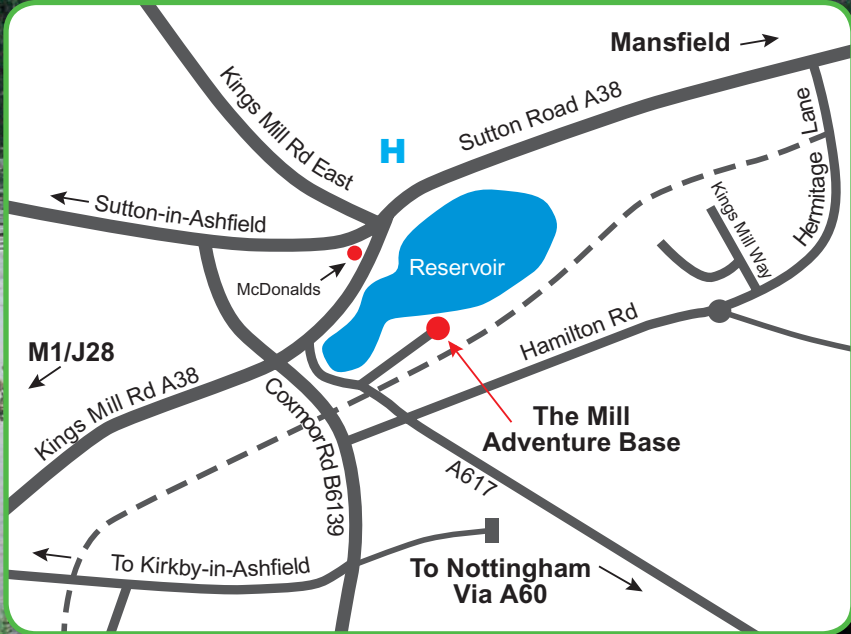 Mansfield
Kings Mill Rd East
Sutton Road A38
H
Lane
Hermitage
Sutton-in-Ashfield
Kings Mill Way
Reservoir
McDonalds
Hamilton Rd
M1/J28
Kings Mill Rd A38
The Mill
Adventure Base
Coxmoor Rd B6139
A617
To Kirkby-in-Ashfield
To Nottingham
Via A60